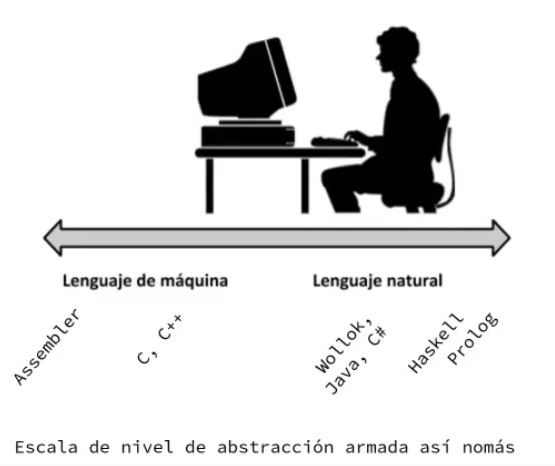 Lenguaje de máquina
Lenguaje natural
Assembler
C, C++
Wollok,
Java, C#
Haskell
Prolog
Escala de nivel de abstracción armada así nomás